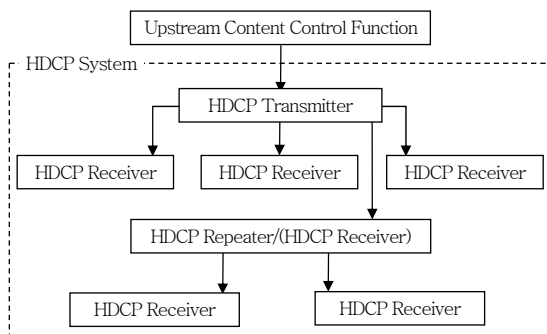 Upstream Content Control Function
HDCP System
HDCP Transmitter
HDCP Receiver
HDCP Receiver
HDCP Receiver
HDCP Repeater/(HDCP Receiver)
HDCP Receiver
HDCP Receiver